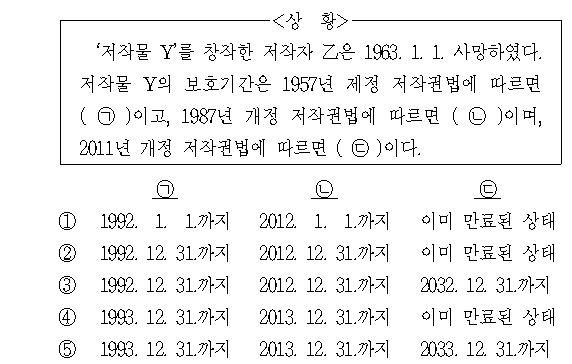 <상 황>
‘저작물 Y’를 창작한 저작자 乙은 1963. 1. 1. 사망하였다.
저작물 Y의 보호기간은 1957년 제정 저작권법에 따르면
( ㉠ )이고, 1987년 개정 저작권법에 따르면 ( ㉡ )이며,
2011년 개정 저작권법에 따르면 ( ㉢ )이다.
㉠ ㉡ ㉢
① 1992. 1. 1.까지 2012. 1. 1.까지 이미 만료된 상태
② 1992. 12. 31.까지 2012. 12. 31.까지 이미 만료된 상태
③ 1992. 12. 31.까지 2012. 12. 31.까지 2032. 12. 31.까지
④ 1993. 12. 31.까지 2013. 12. 31.까지 이미 만료된 상태
⑤ 1993. 12. 31.까지 2013. 12. 31.까지 2033. 12. 31.까지